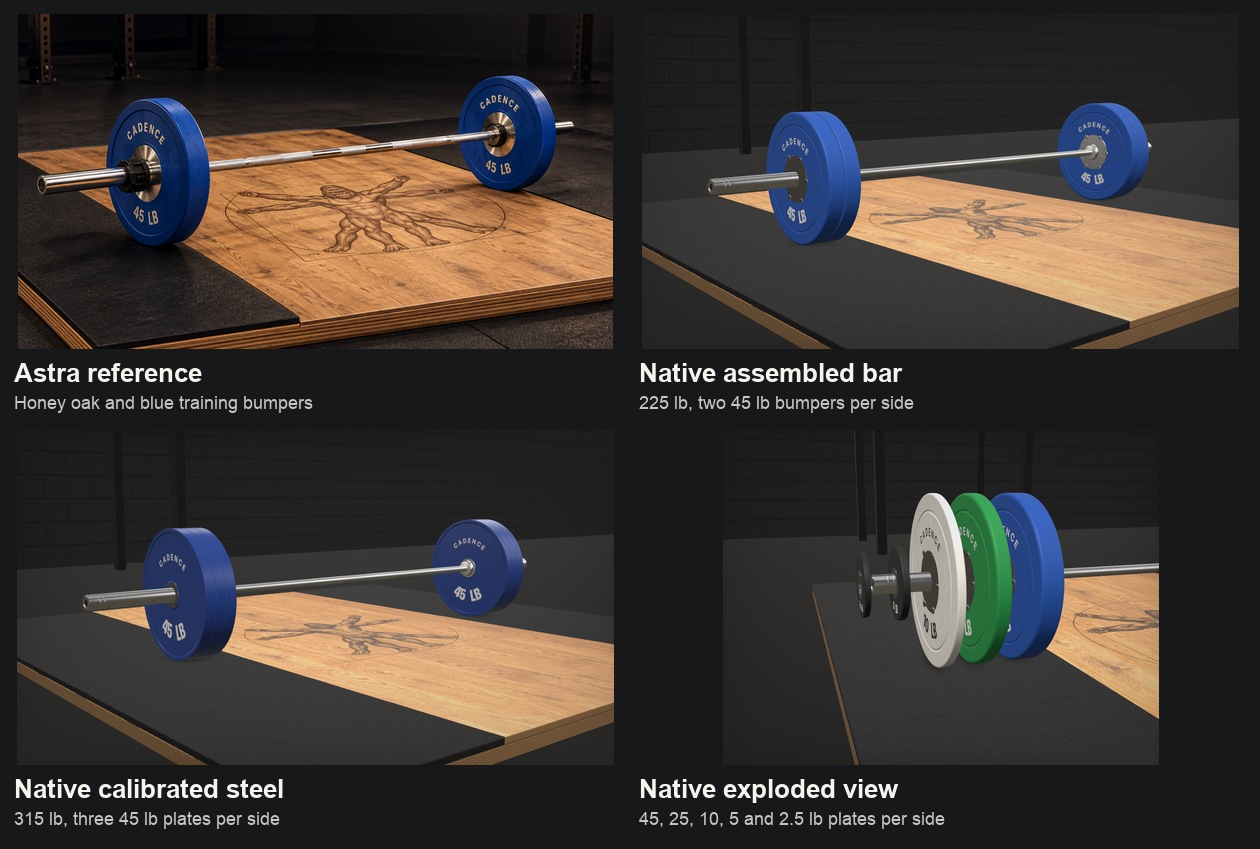 CADENCE
45 LB
CADENCE
45 LB
CADENCE
45 LB
CADENCE
45 LB
Astra reference
Honey oak and blue training bumpers
Native assembled bar
225 lb, two 45 lb bumpers per side
CADENCE
45 LB
CADENCE
45 LB
CADENCE
LB
Native calibrated steel
315 lb, three 45 lb plates per side
Native exploded view
45, 25, 10, 5 and 2.5 lb plates per side